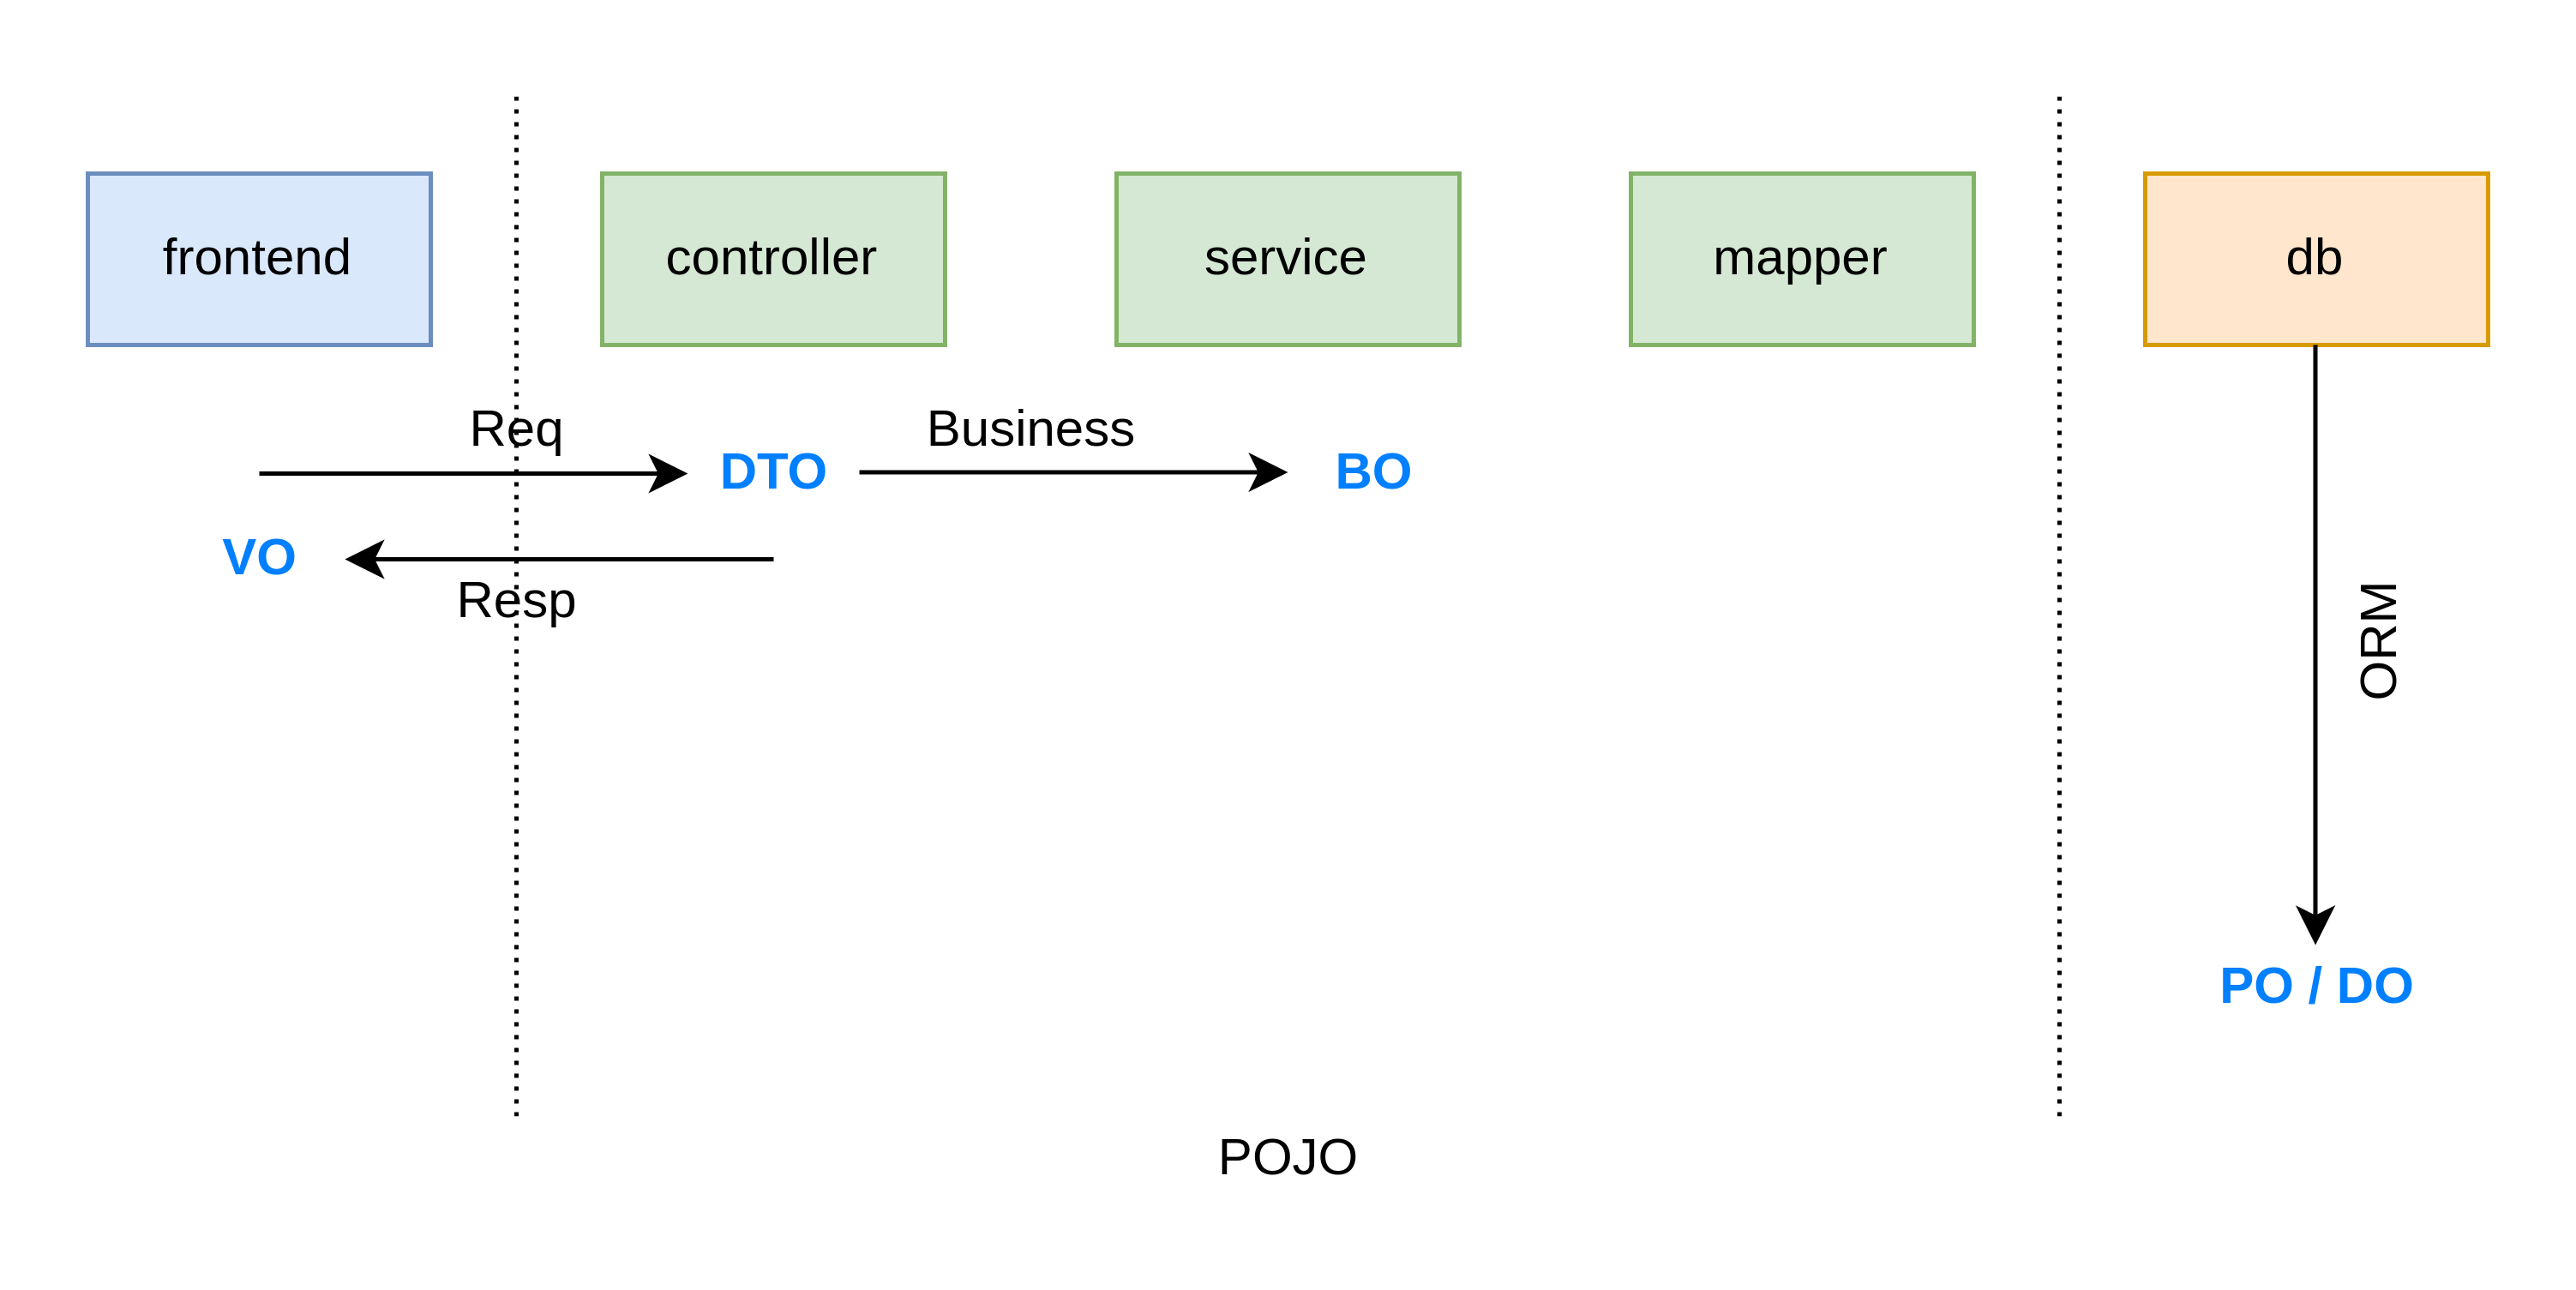 frontend
controller
service
mapper
db
Req
Business
DTO
BO
VO
Resp
ORM
PO / DO
POJO